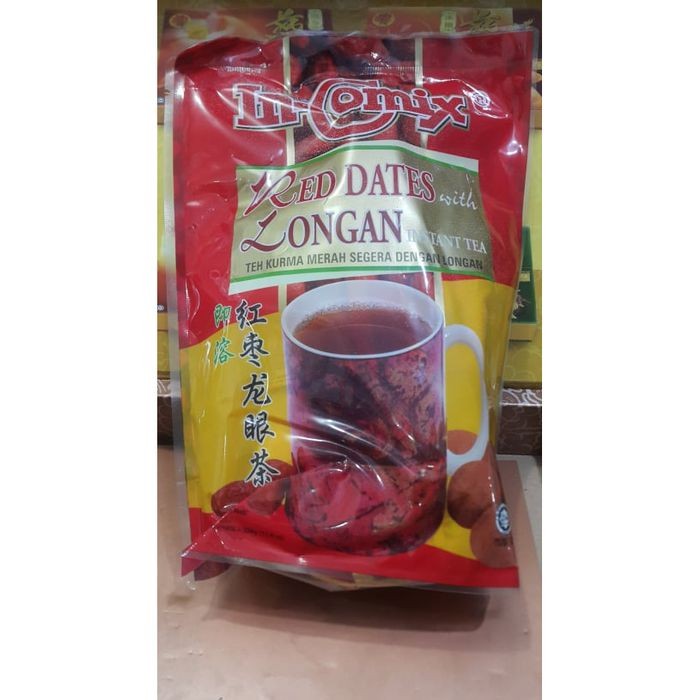 In-Comix®
RED DATES with
LONGAN INSTANT TEA
TEH KURMA MERAH SEGERA DENGAN LONGAN
即溶
红枣龙眼茶